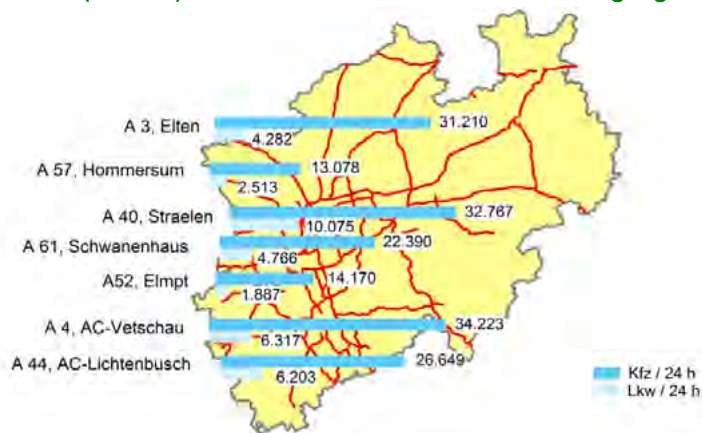 A 3, Elten
31.210
4.282
A 57, Hommersum
13.078
2.513
A 40, Straelen
32.767
10.075
A 61, Schwanenhaus
22.390
4.766
A52, Elmpt
14.170
1.887
A 4, AC-Vetschau
34.223
6.317
A 44, AC-Lichtenbusch
26.649
6.203
Kfz / 24 h
Lkw / 24 h